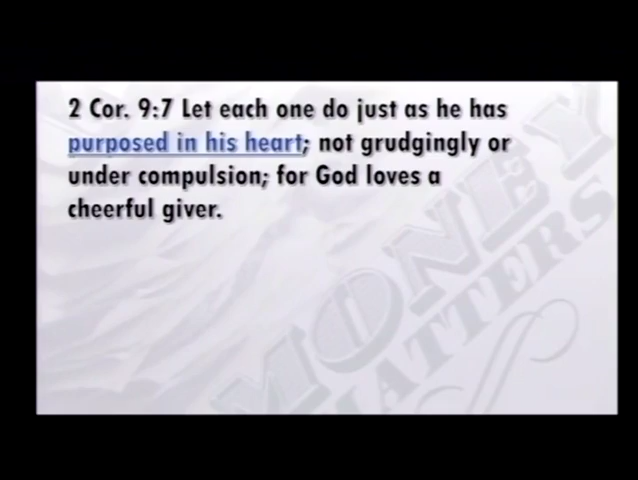 2 Cor. 9:7 Let each one do just as he has
purposed in his heart; not grudgingly or
under compulsion; for God loves a
cheerful giver.
MONEY
MATTERS